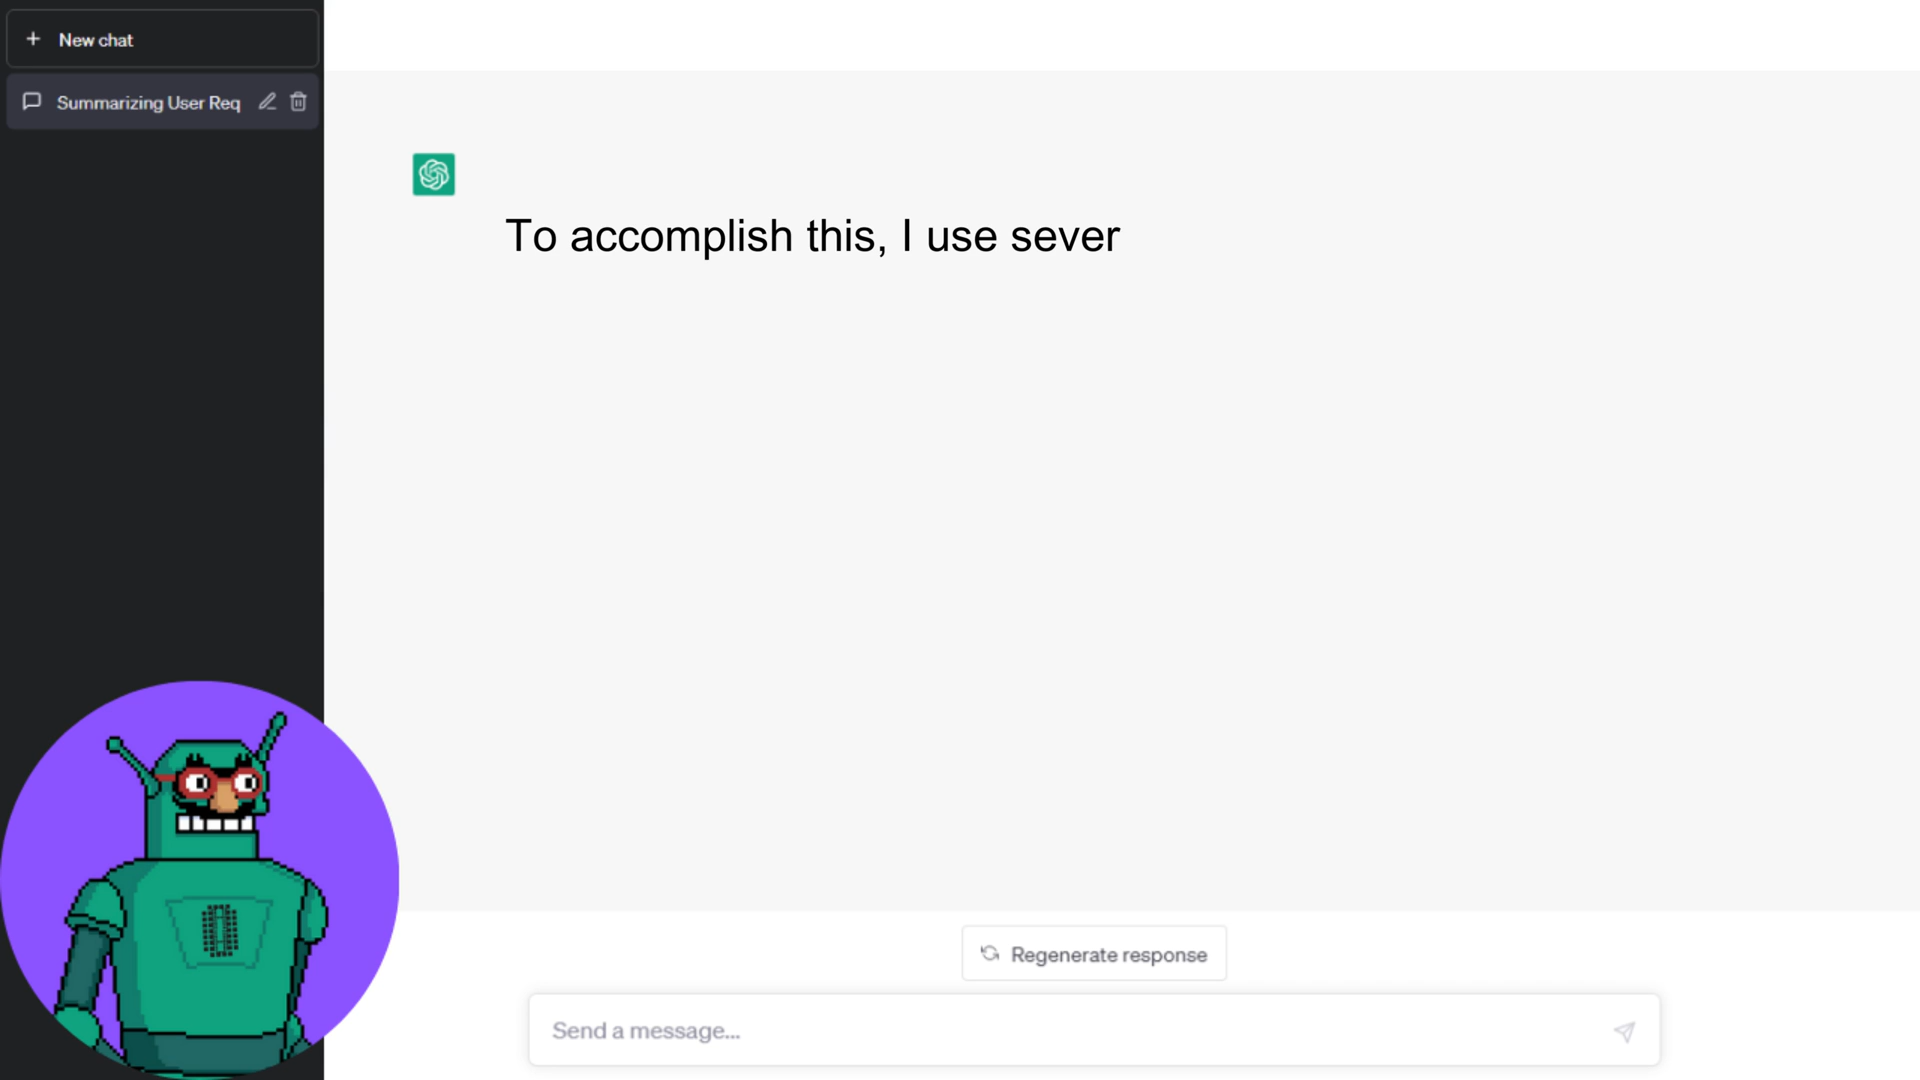 New chat
Summarizing User Req
To accomplish this, I use sever
Regenerate response
Send a message...